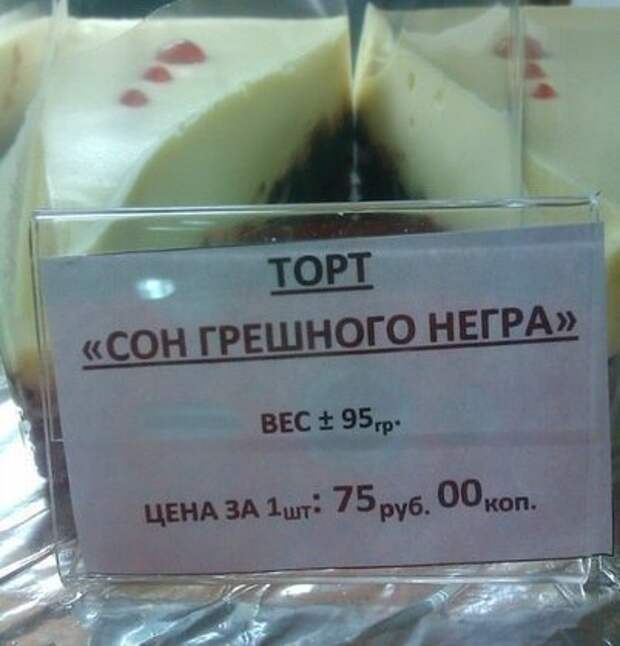 ТОРТ
«СОН ГРЕШНОГО НЕГРА»
ВЕС ± 95гр.
ЦЕНА ЗА 1шт: 75руб. 00коп.